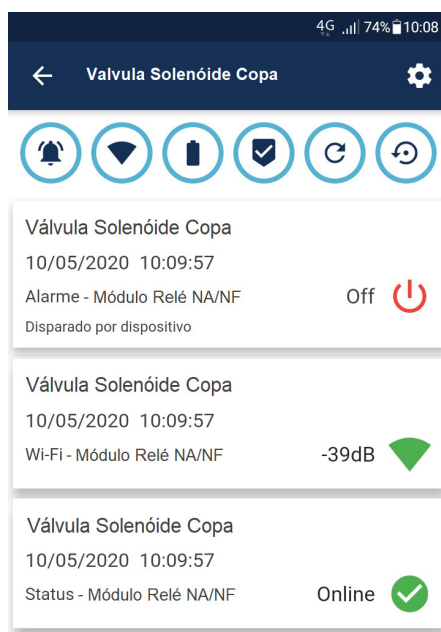 4G 74% 10:08
Valvula Solenóide Copa
Válvula Solenóide Copa
10/05/2020 10:09:57
Alarme - Módulo Relé NA/NF Off
Disparado por dispositivo
Válvula Solenóide Copa
10/05/2020 10:09:57
Wi-Fi - Módulo Relé NA/NF -39dB
Válvula Solenóide Copa
10/05/2020 10:09:57
Status - Módulo Relé NA/NF Online